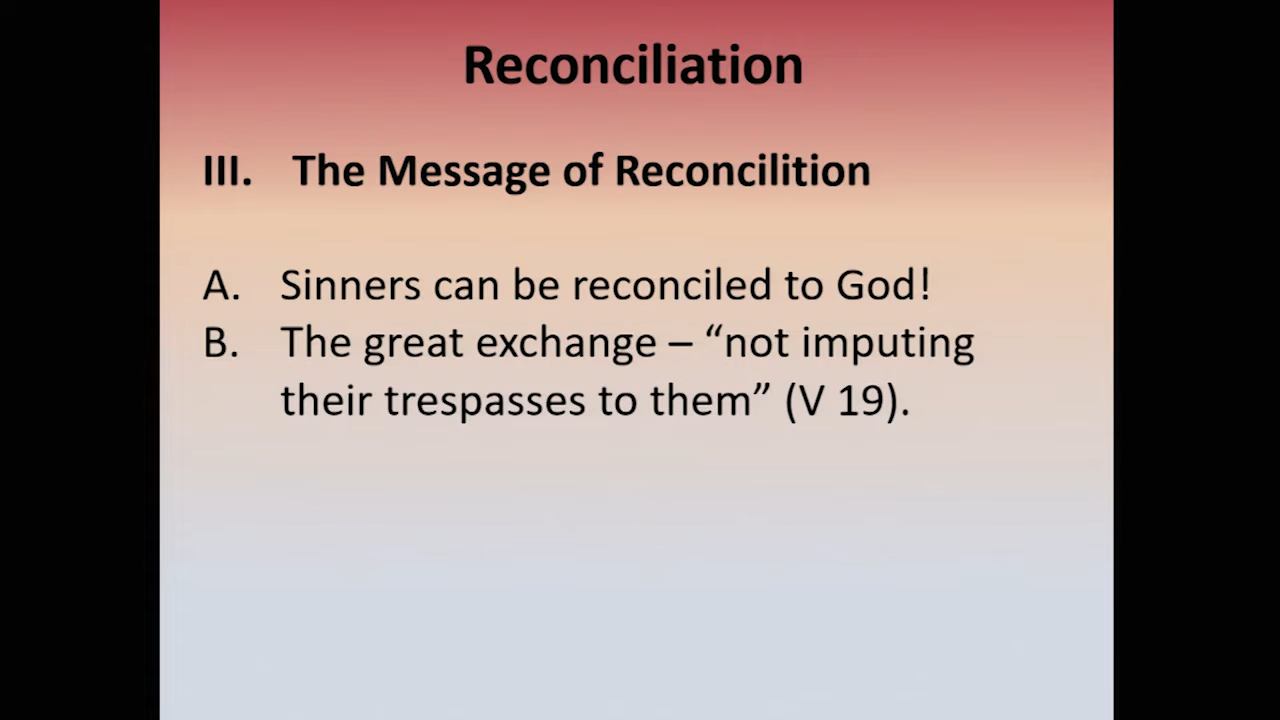 Reconciliation
III. The Message of Reconcilition
A. Sinners can be reconciled to God!
B. The great exchange – “not imputing
their trespasses to them” (V 19).